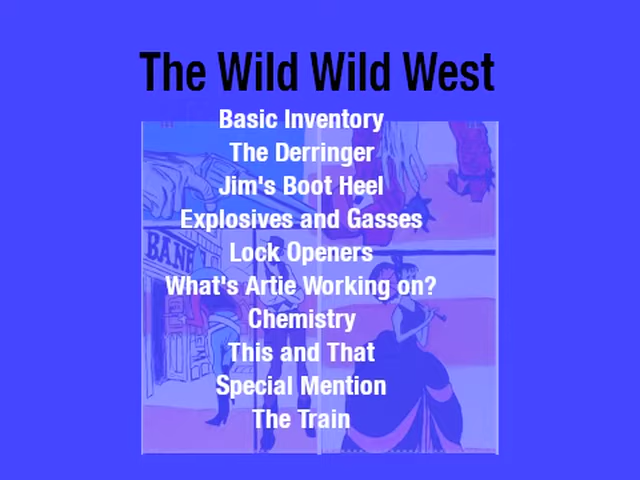 The Wild Wild West
Basic Inventory
The Derringer
Jim's Boot Heel
Explosives and Gasses
Lock Openers
BANK
What's Artie Working on?
Chemistry
This and That
Special Mention
The Train